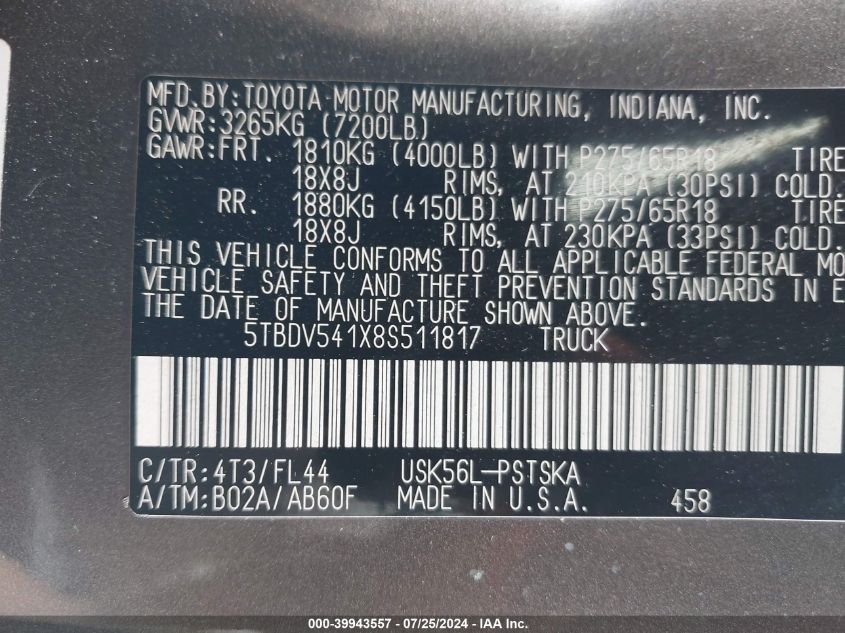 MFD.BY:TOYOTA MOTOR MANUFACTURING, INDIANA, INC.
GVWR:3265KG (7200LB)
GAWR:FRT. 1810KG (4000LB) WITH P275/65R18 TIRE
18X8J RIMS, AT 210KPA (30PSI) COLD.
RR. 1880KG (4150LB) WITH P275/65R18 TIRE
18X8J RIMS, AT 230KPA (33PSI) COLD.
THIS VEHICLE CONFORMS TO ALL APPLICABLE FEDERAL MO
VEHICLE SAFETY AND THEFT PREVENTION STANDARDS IN E
THE DATE OF MANUFACTURE SHOWN ABOVE.
5TBDV541X8S511817 TRUCK
C/TR:4T3/FL44 USK56L-PSTSKA
A/TM:B02A/AB60F MADE IN U.S.A. 458
000-39943557 - 07/25/2024 - IAA Inc.